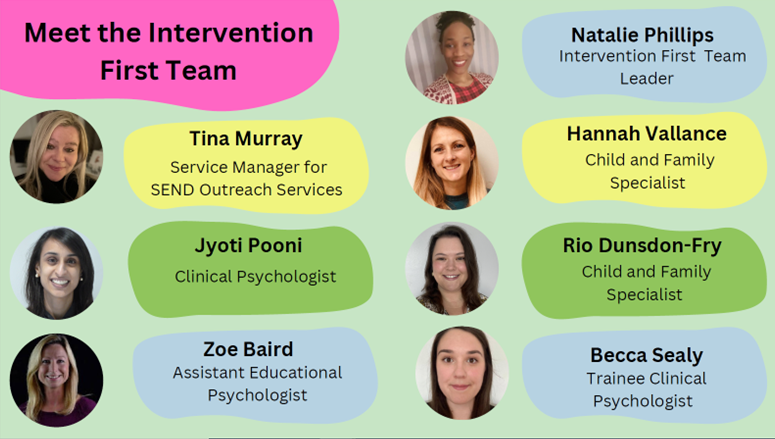 Meet the Intervention
First Team
Natalie Phillips
Intervention First Team
Leader
Tina Murray
Service Manager for
SEND Outreach Services
Hannah Vallance
Child and Family
Specialist
Jyoti Pooni
Clinical Psychologist
Rio Dunsdon-Fry
Child and Family
Specialist
Zoe Baird
Assistant Educational
Psychologist
Becca Sealy
Trainee Clinical
Psychologist